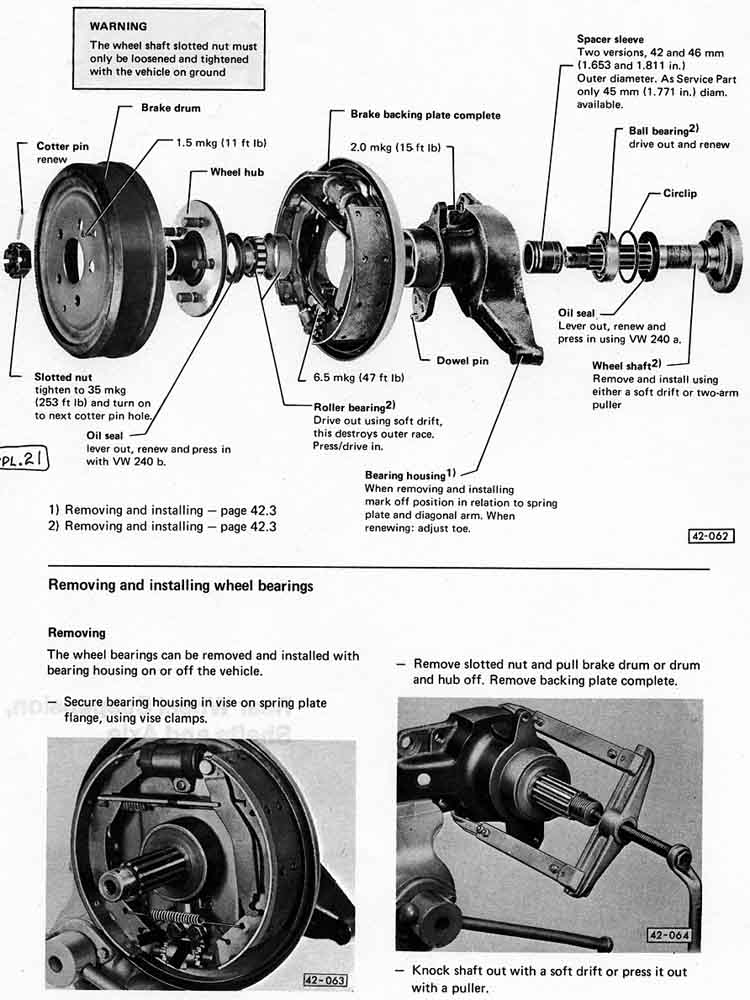 WARNING
The wheel shaft slotted nut must
only be loosened and tightened
with the vehicle on ground
Spacer sleeve
Two versions, 42 and 46 mm
(1.653 and 1.811 in.)
Outer diameter. As Service Part
only 45 mm (1.771 in.) diam.
available.
Brake drum
Brake backing plate complete
Ball bearing2)
drive out and renew
Cotter pin
renew
1.5 mkg (11 ft lb)
2.0 mkg (15 ft lb)
Wheel hub
Circlip
Oil seal
Lever out, renew and
press in using VW 240 a.
Dowel pin
Wheel shaft2)
Remove and install using
either a soft drift or two-arm
puller
Slotted nut
tighten to 35 mkg
(253 ft lb) and turn on
to next cotter pin hole.
6.5 mkg (47 ft lb)
Roller bearing2)
Drive out using soft drift,
this destroys outer race.
Press/drive in.
Oil seal
lever out, renew and press in
with VW 240 b.
PL.21
Bearing housing1)
When removing and installing
mark off position in relation to spring
plate and diagonal arm. When
renewing: adjust toe.
1) Removing and installing — page 42.3
2) Removing and installing — page 42.3
42-062
Removing and installing wheel bearings
Removing
The wheel bearings can be removed and installed with
bearing housing on or off the vehicle.
— Secure bearing housing in vise on spring plate
flange, using vise clamps.
42-063
— Remove slotted nut and pull brake drum or drum
and hub off. Remove backing plate complete.
42-064
— Knock shaft out with a soft drift or press it out
with a puller.